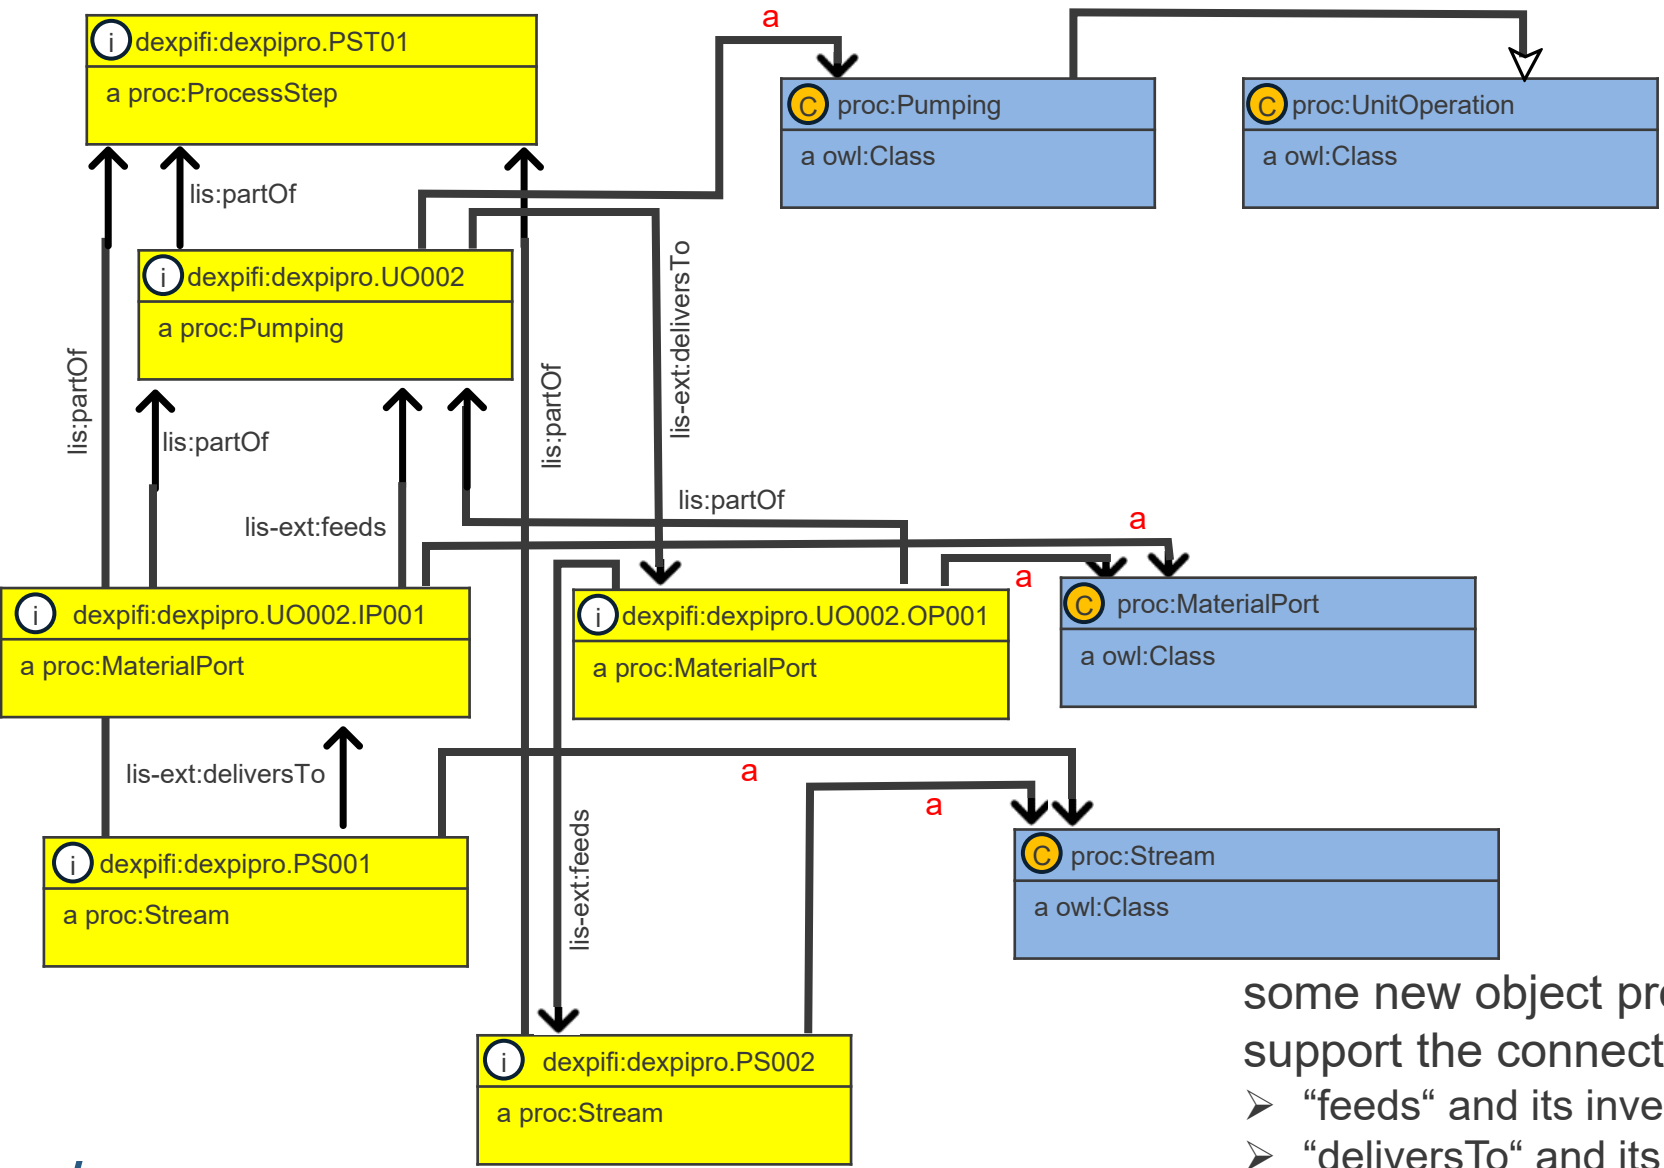 a
i dexpifi:dexpipro.PST01
a proc:ProcessStep
C proc:Pumping
a owl:Class
C proc:UnitOperation
a owl:Class
lis:partOf
i dexpifi:dexpipro.UO002
a proc:Pumping
lis-ext:deliversTo
lis:partOf
lis:partOf
lis:partOf
lis:partOf
lis-ext:feeds
a
a
i dexpifi:dexpipro.UO002.IP001
a proc:MaterialPort
i dexpifi:dexpipro.UO002.OP001
a proc:MaterialPort
C proc:MaterialPort
a owl:Class
lis-ext:deliversTo
a
a
i dexpifi:dexpipro.PS001
a proc:Stream
lis-ext:feeds
C proc:Stream
a owl:Class
i dexpifi:dexpipro.PS002
a proc:Stream
some new object pr
support the connect
➢ “feeds“ and its inve
➢ “deliversTo“ and its